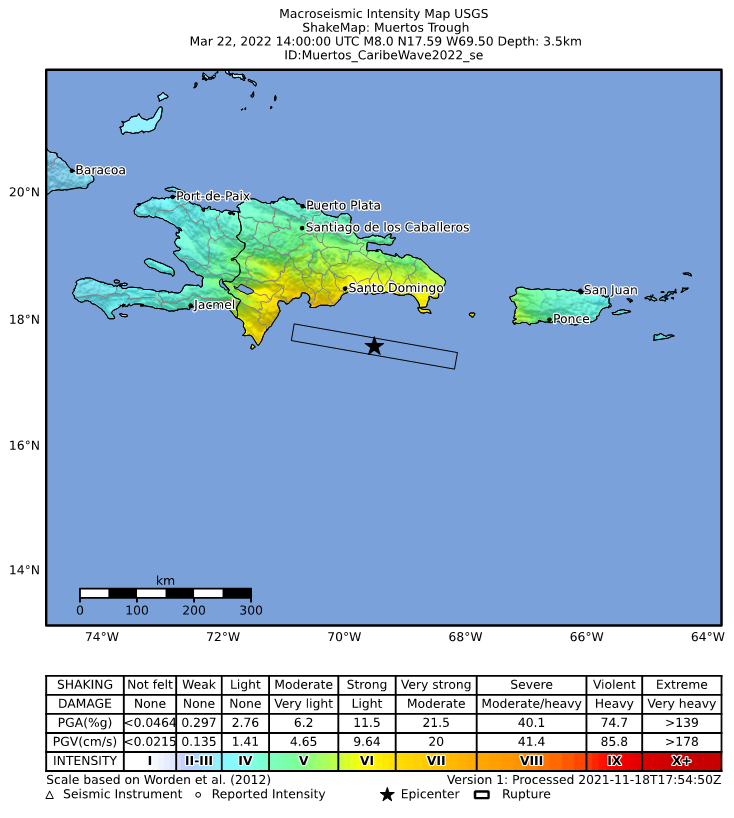 Macroseismic Intensity Map USGS
ShakeMap: Muertos Trough
Mar 22, 2022 14:00:00 UTC M8.0 N17.59 W69.50 Depth: 3.5km
ID:Muertos_CaribeWave2022_se
Baracoa
20°N
Port-de-Paix
Puerto Plata
Santiago de los Caballeros
Santo Domingo
San Juan
Jacmel
18°N
Ponce
16°N
14°N
km
0 100 200 300
74°W 72°W 70°W 68°W 66°W 64°W
SHAKING Not felt Weak Light Moderate Strong Very strong Severe Violent Extreme
DAMAGE None None None Very light Light Moderate Moderate/heavy Heavy Very heavy
PGA(%g) <0.0464 0.297 2.76 6.2 11.5 21.5 40.1 74.7 >139
PGV(cm/s) <0.0215 0.135 1.41 4.65 9.64 20 41.4 85.8 >178
INTENSITY I II-III IV V VI VII VIII IX X+
Scale based on Worden et al. (2012) Version 1: Processed 2021-11-18T17:54:50Z
Seismic Instrument Reported Intensity Epicenter Rupture